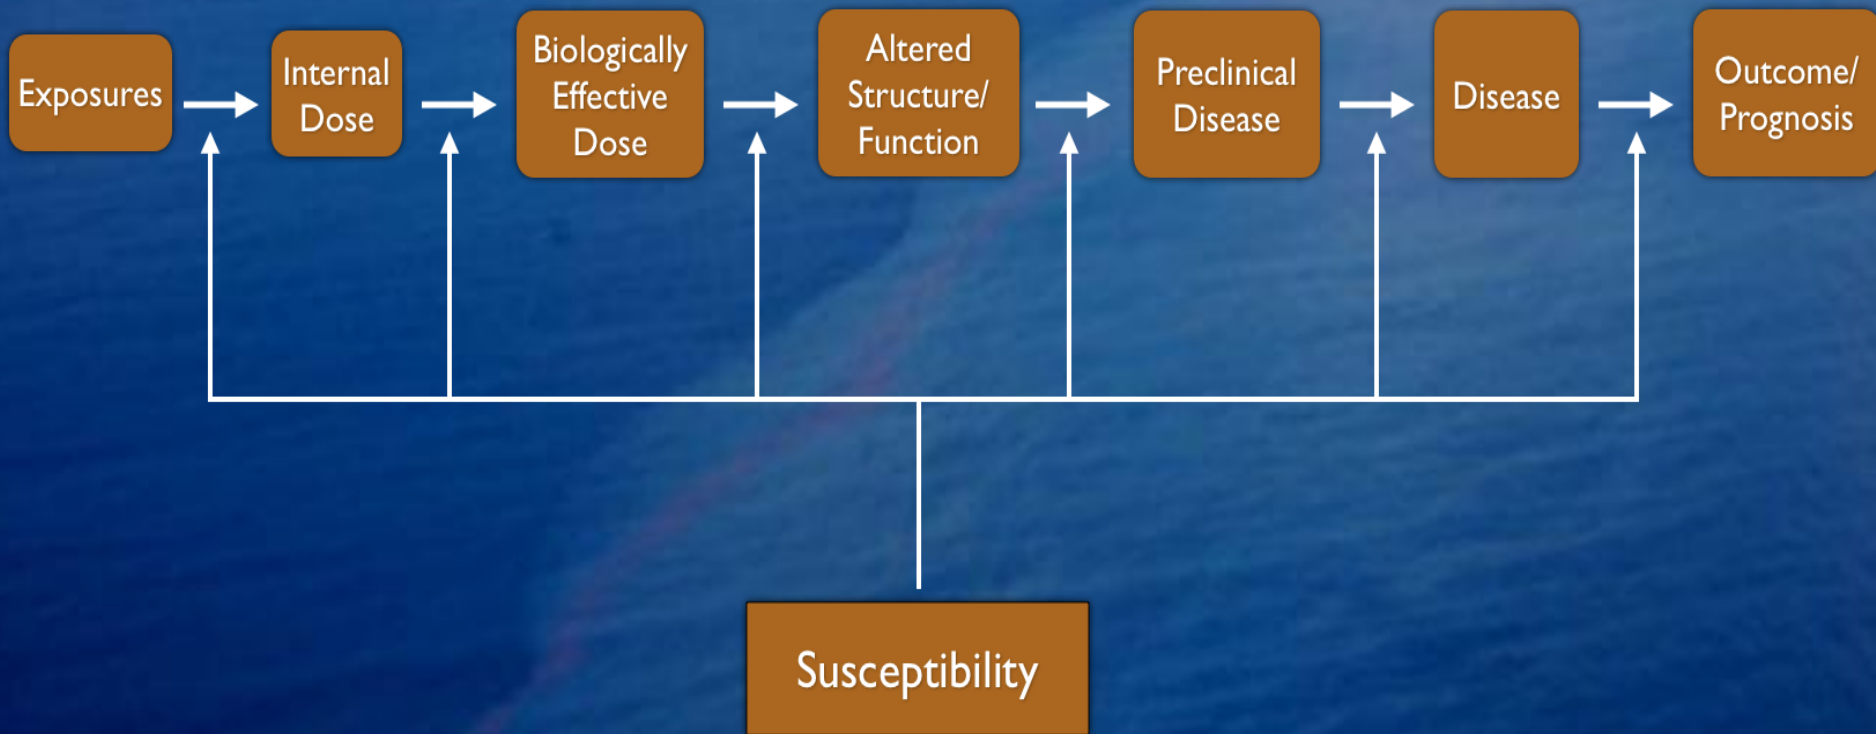 Exposures
Internal
Dose
Biologically
Effective
Dose
Altered
Structure/
Function
Preclinical
Disease
Disease
Outcome/
Prognosis
Susceptibility